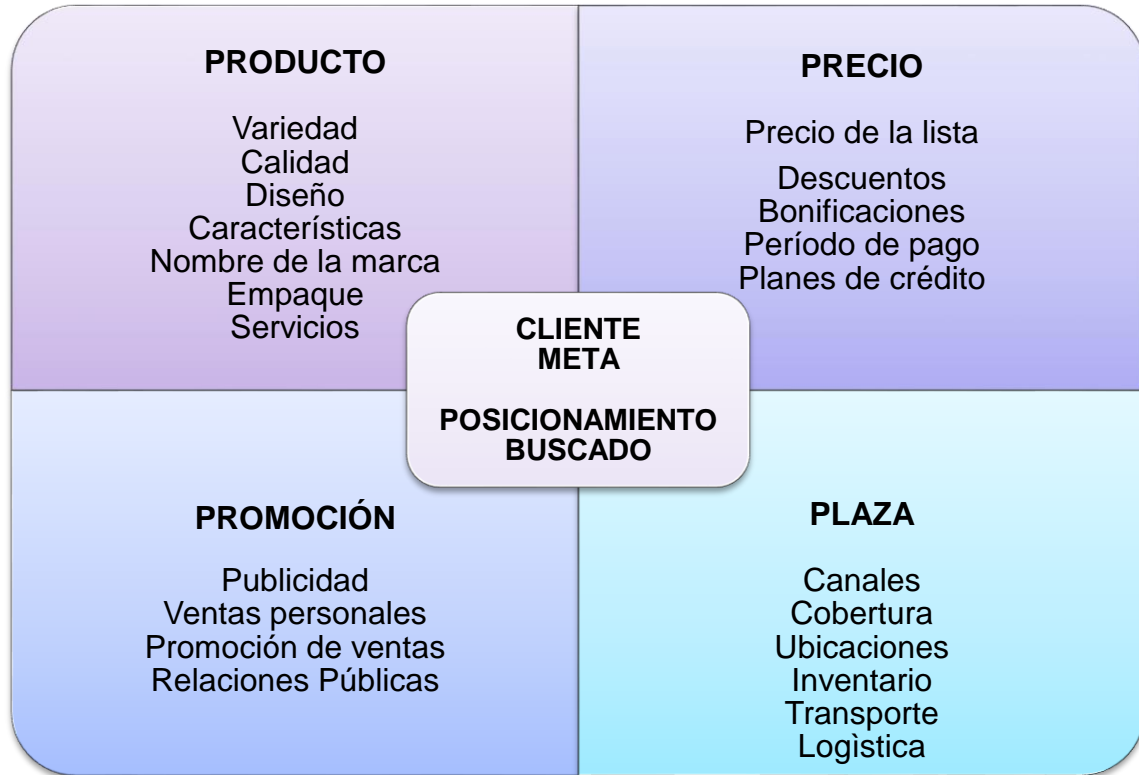 PRODUCTO
Variedad
Calidad
Diseño
Características
Nombre de la marca
Empaque
Servicios
PRECIO
Precio de la lista
Descuentos
Bonificaciones
Período de pago
Planes de crédito
CLIENTE
META
POSICIONAMIENTO
BUSCADO
PROMOCIÓN
Publicidad
Ventas personales
Promoción de ventas
Relaciones Públicas
PLAZA
Canales
Cobertura
Ubicaciones
Inventario
Transporte
Logìstica